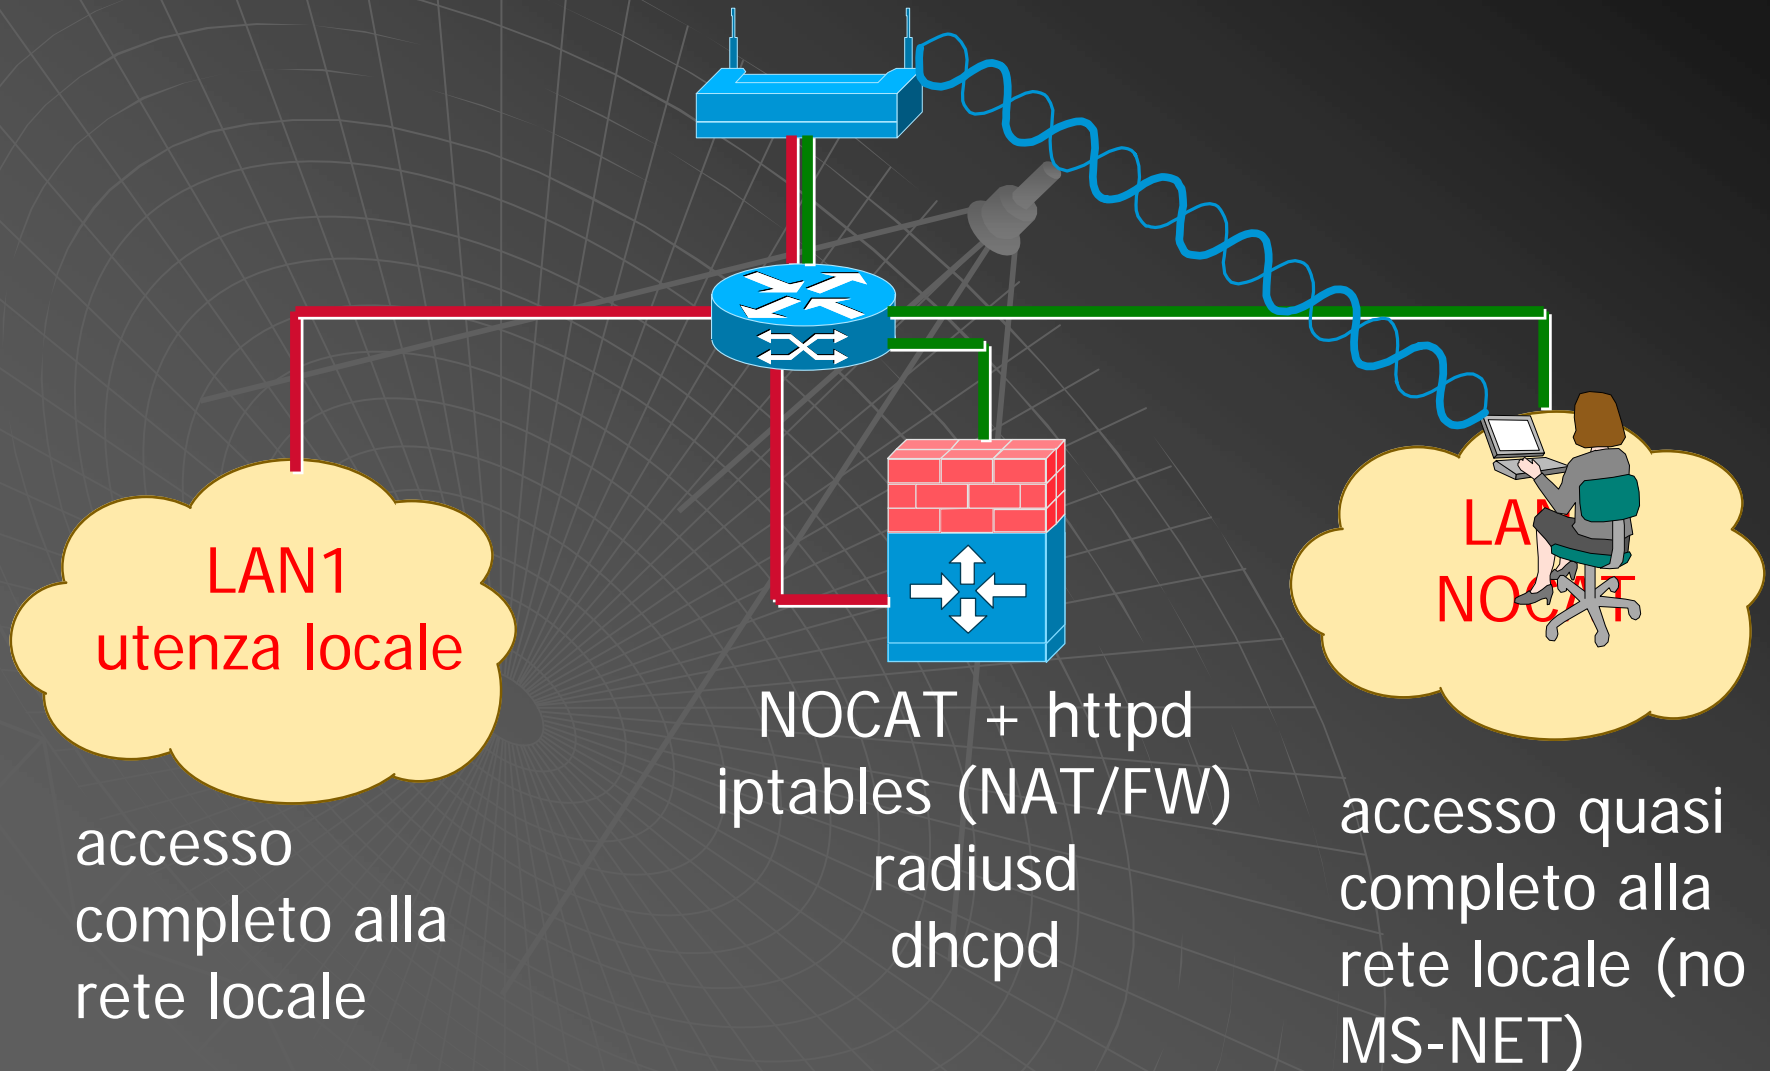 LAN1
utenza locale
accesso
completo alla
rete locale
NOCAT + httpd
iptables (NAT/FW)
radiusd
dhcpd
NOCAT
accesso quasi
completo alla
rete locale (no
MS-NET)